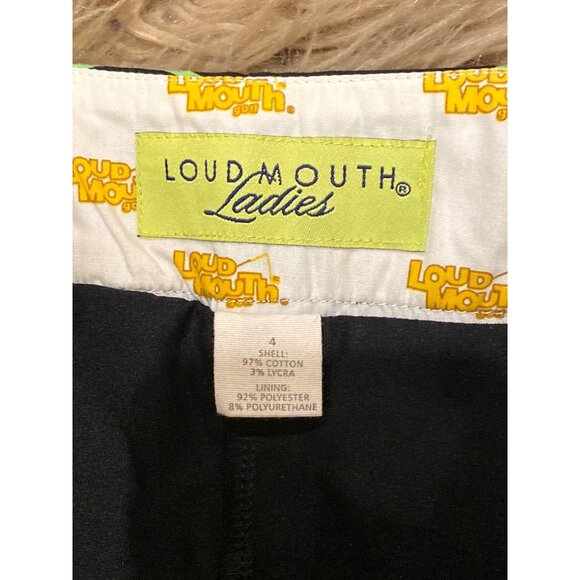 LOUD
MOUTH®
golf
LOUD
MOUTH
golf
LOUDMOUTH®
Ladies
LOUD
MOUTH
golf
LOUD
MOUTH
golf
4
SHELL:
97% COTTON
3% LYCRA
LINING:
92% POLYESTER
8% POLYURETHANE